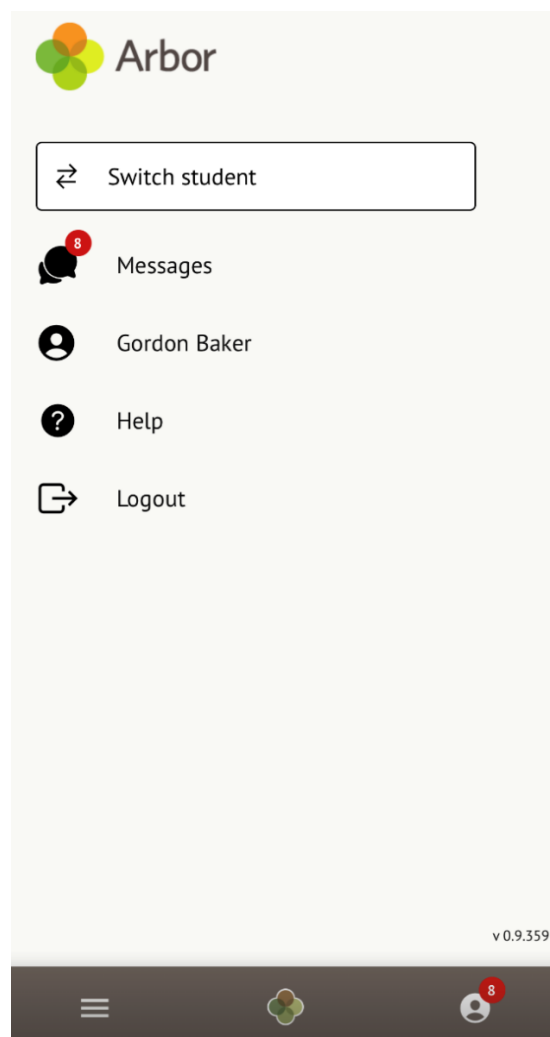 Arbor
Switch student
8
Messages
Gordon Baker
?
Help
Logout
v 0.9.359
8